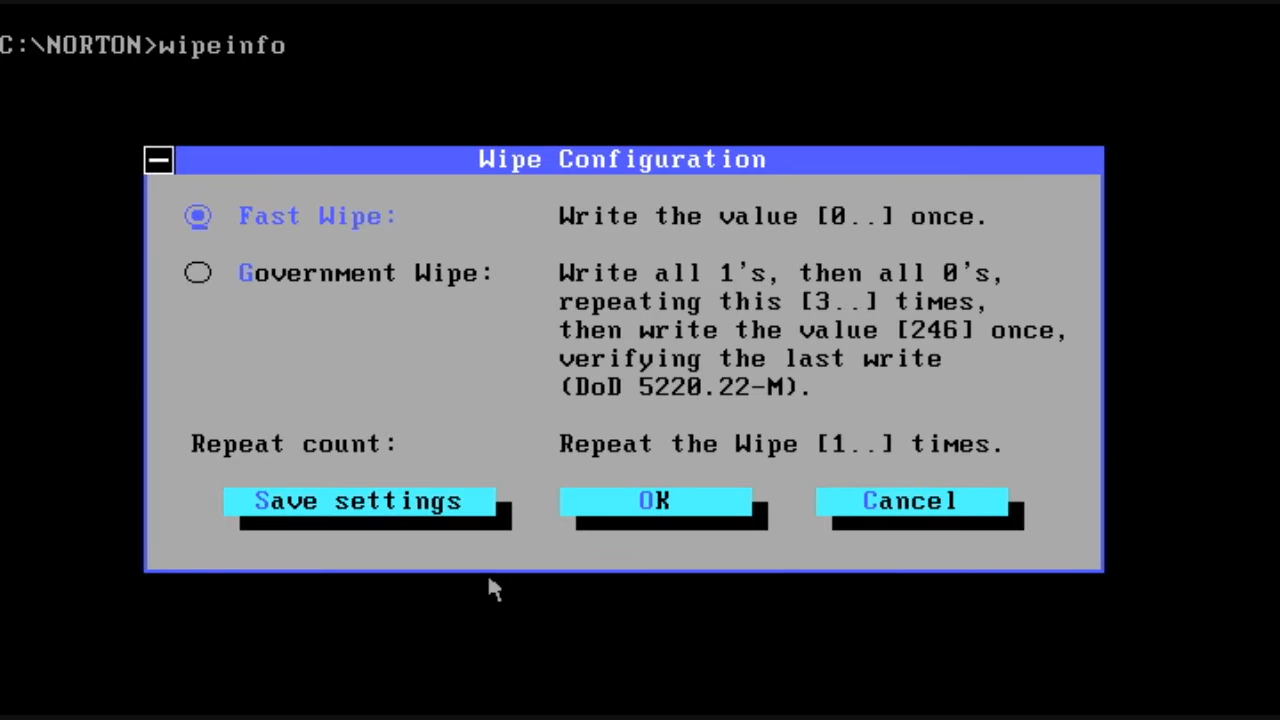 C:\NORTON>wipeinfo
Wipe Configuration
Fast Wipe: Write the value [0..] once.
Government Wipe: Write all 1's, then all 0's,
repeating this [3..] times,
then write the value [246] once,
verifying the last write
(DoD 5220.22-M).
Repeat count: Repeat the Wipe [1..] times.
Save settings OK Cancel